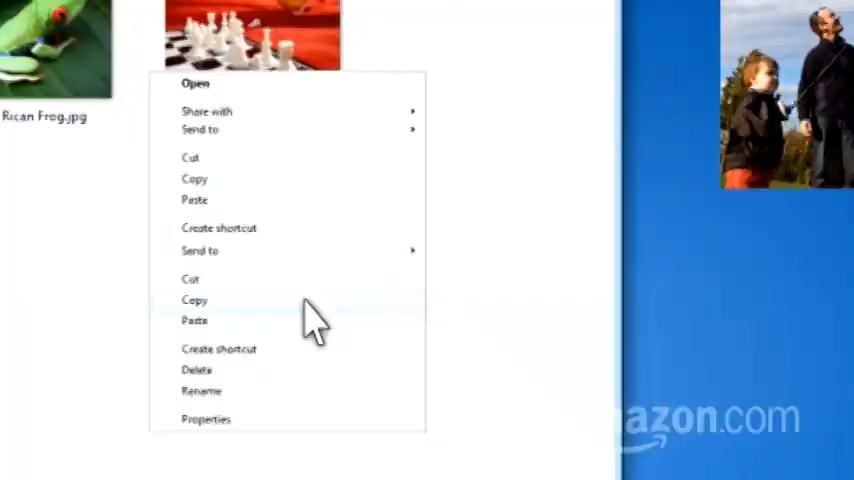 Open
Rican Frog.jpg
Share with
Send to
Cut
Copy
Paste
Create shortcut
Send to
Cut
Copy
Paste
Create shortcut
Delete
Rename
Properties
azon.com